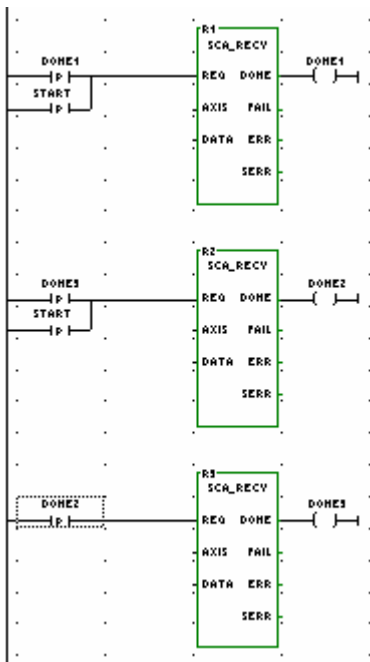 R1
SCA_RECV
DONE1 DONE1
P REQ DONE ( )
START
P AXIS FAIL
DATA ERR
SERR
R2
SCA_RECV
DONE3 DONE2
P REQ DONE ( )
START
P AXIS FAIL
DATA ERR
SERR
R3
SCA_RECV
DONE2 DONE3
P REQ DONE ( )
AXIS FAIL
DATA ERR
SERR